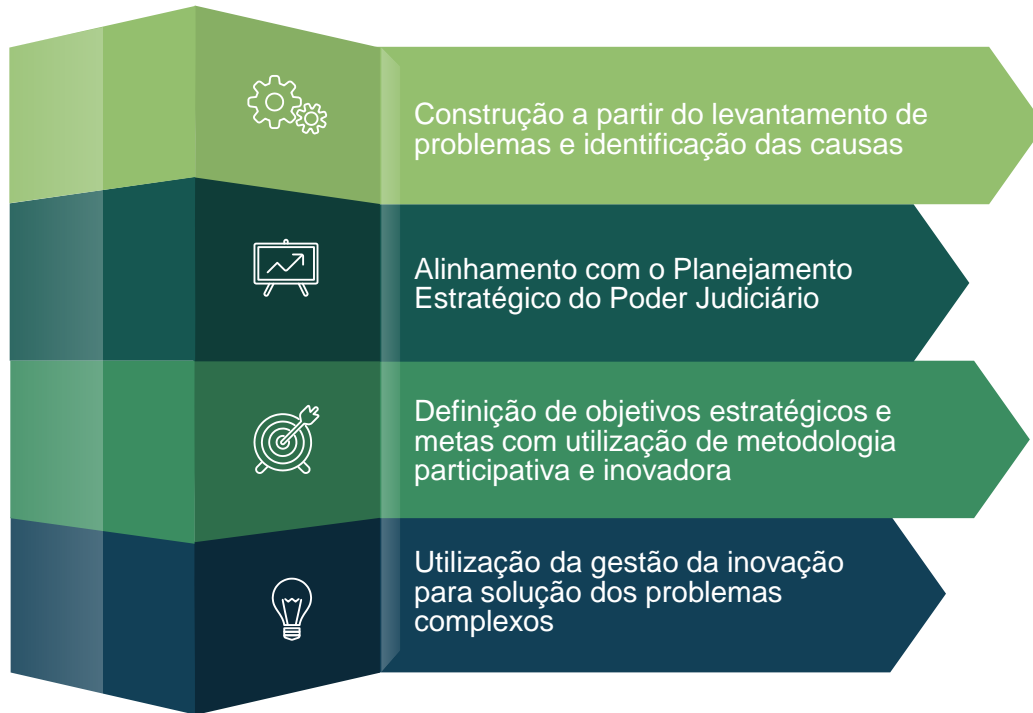 Construção a partir do levantamento de
problemas e identificação das causas
Alinhamento com o Planejamento
Estratégico do Poder Judiciário
Definição de objetivos estratégicos e
metas com utilização de metodologia
participativa e inovadora
Utilização da gestão da inovação
para solução dos problemas
complexos